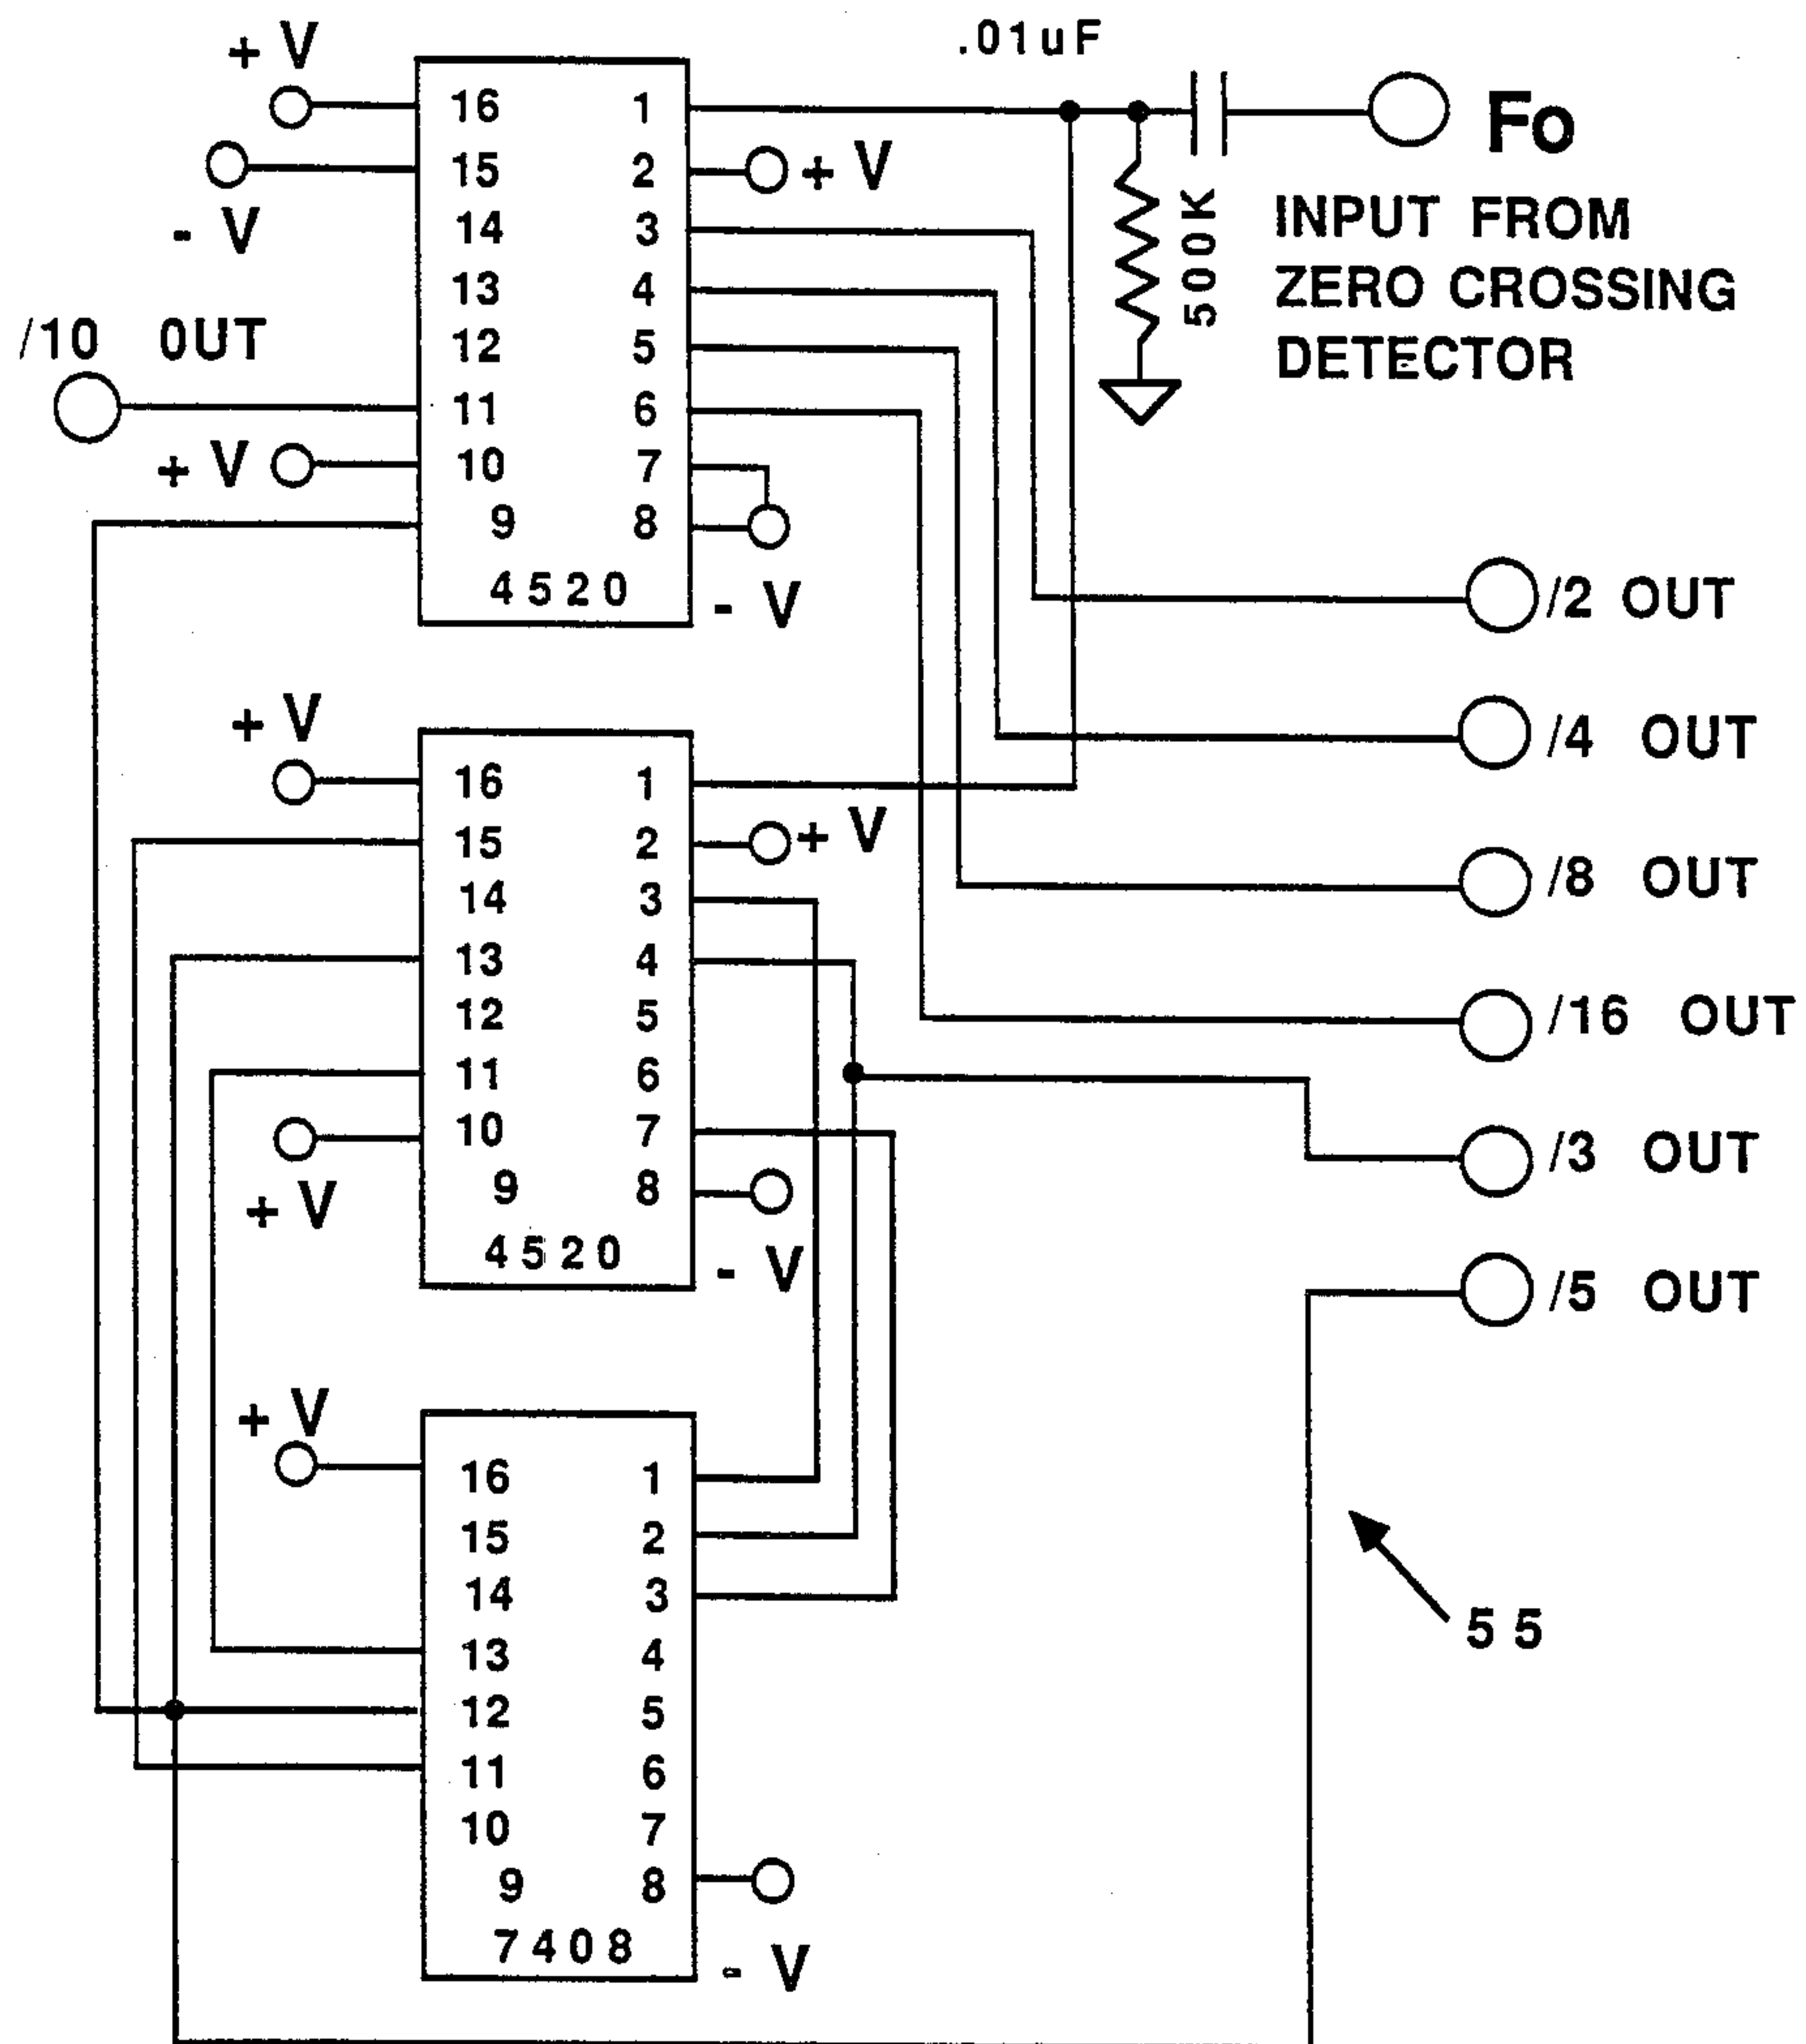 .01uF
+ V
16 1
Fo
15 2 + V
- V
14 3
500K
INPUT FROM
ZERO CROSSING
DETECTOR
13 4
/10 0UT
12 5
11 6
+ V
10 7
9 8
4520
- V
/2 OUT
+ V
/4 OUT
16 1
15 2 + V
14 3
/8 OUT
13 4
12 5
/16 OUT
11 6
10 7
/3 OUT
+ V
9 8
4520
- V
/5 OUT
+ V
16 1
15 2
14 3
55
13 4
12 5
11 6
10 7
9 8
7408
- V